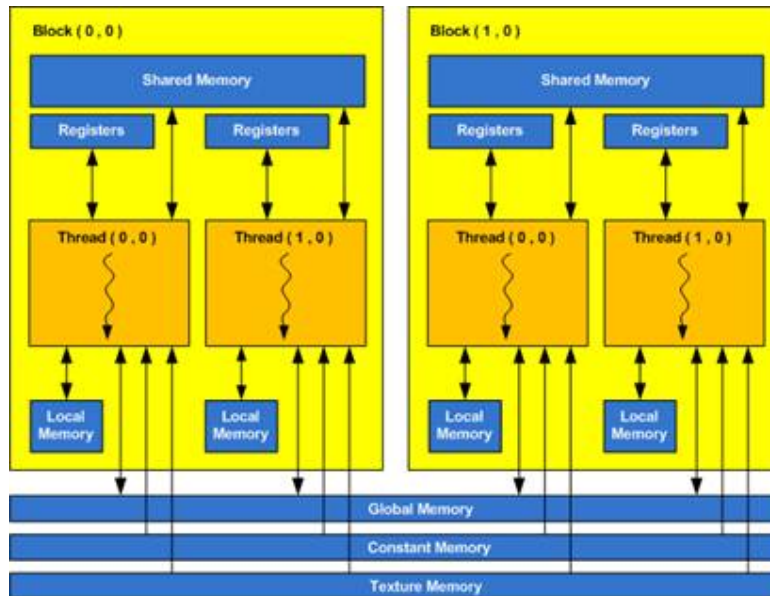 Block ( 0 , 0 )
Shared Memory
Registers
Registers
Thread ( 0 , 0 )
Thread ( 1 , 0 )
Local
Memory
Local
Memory
Block ( 1 , 0 )
Shared Memory
Registers
Registers
Thread ( 0 , 0 )
Thread ( 1 , 0 )
Local
Memory
Local
Memory
Global Memory
Constant Memory
Texture Memory